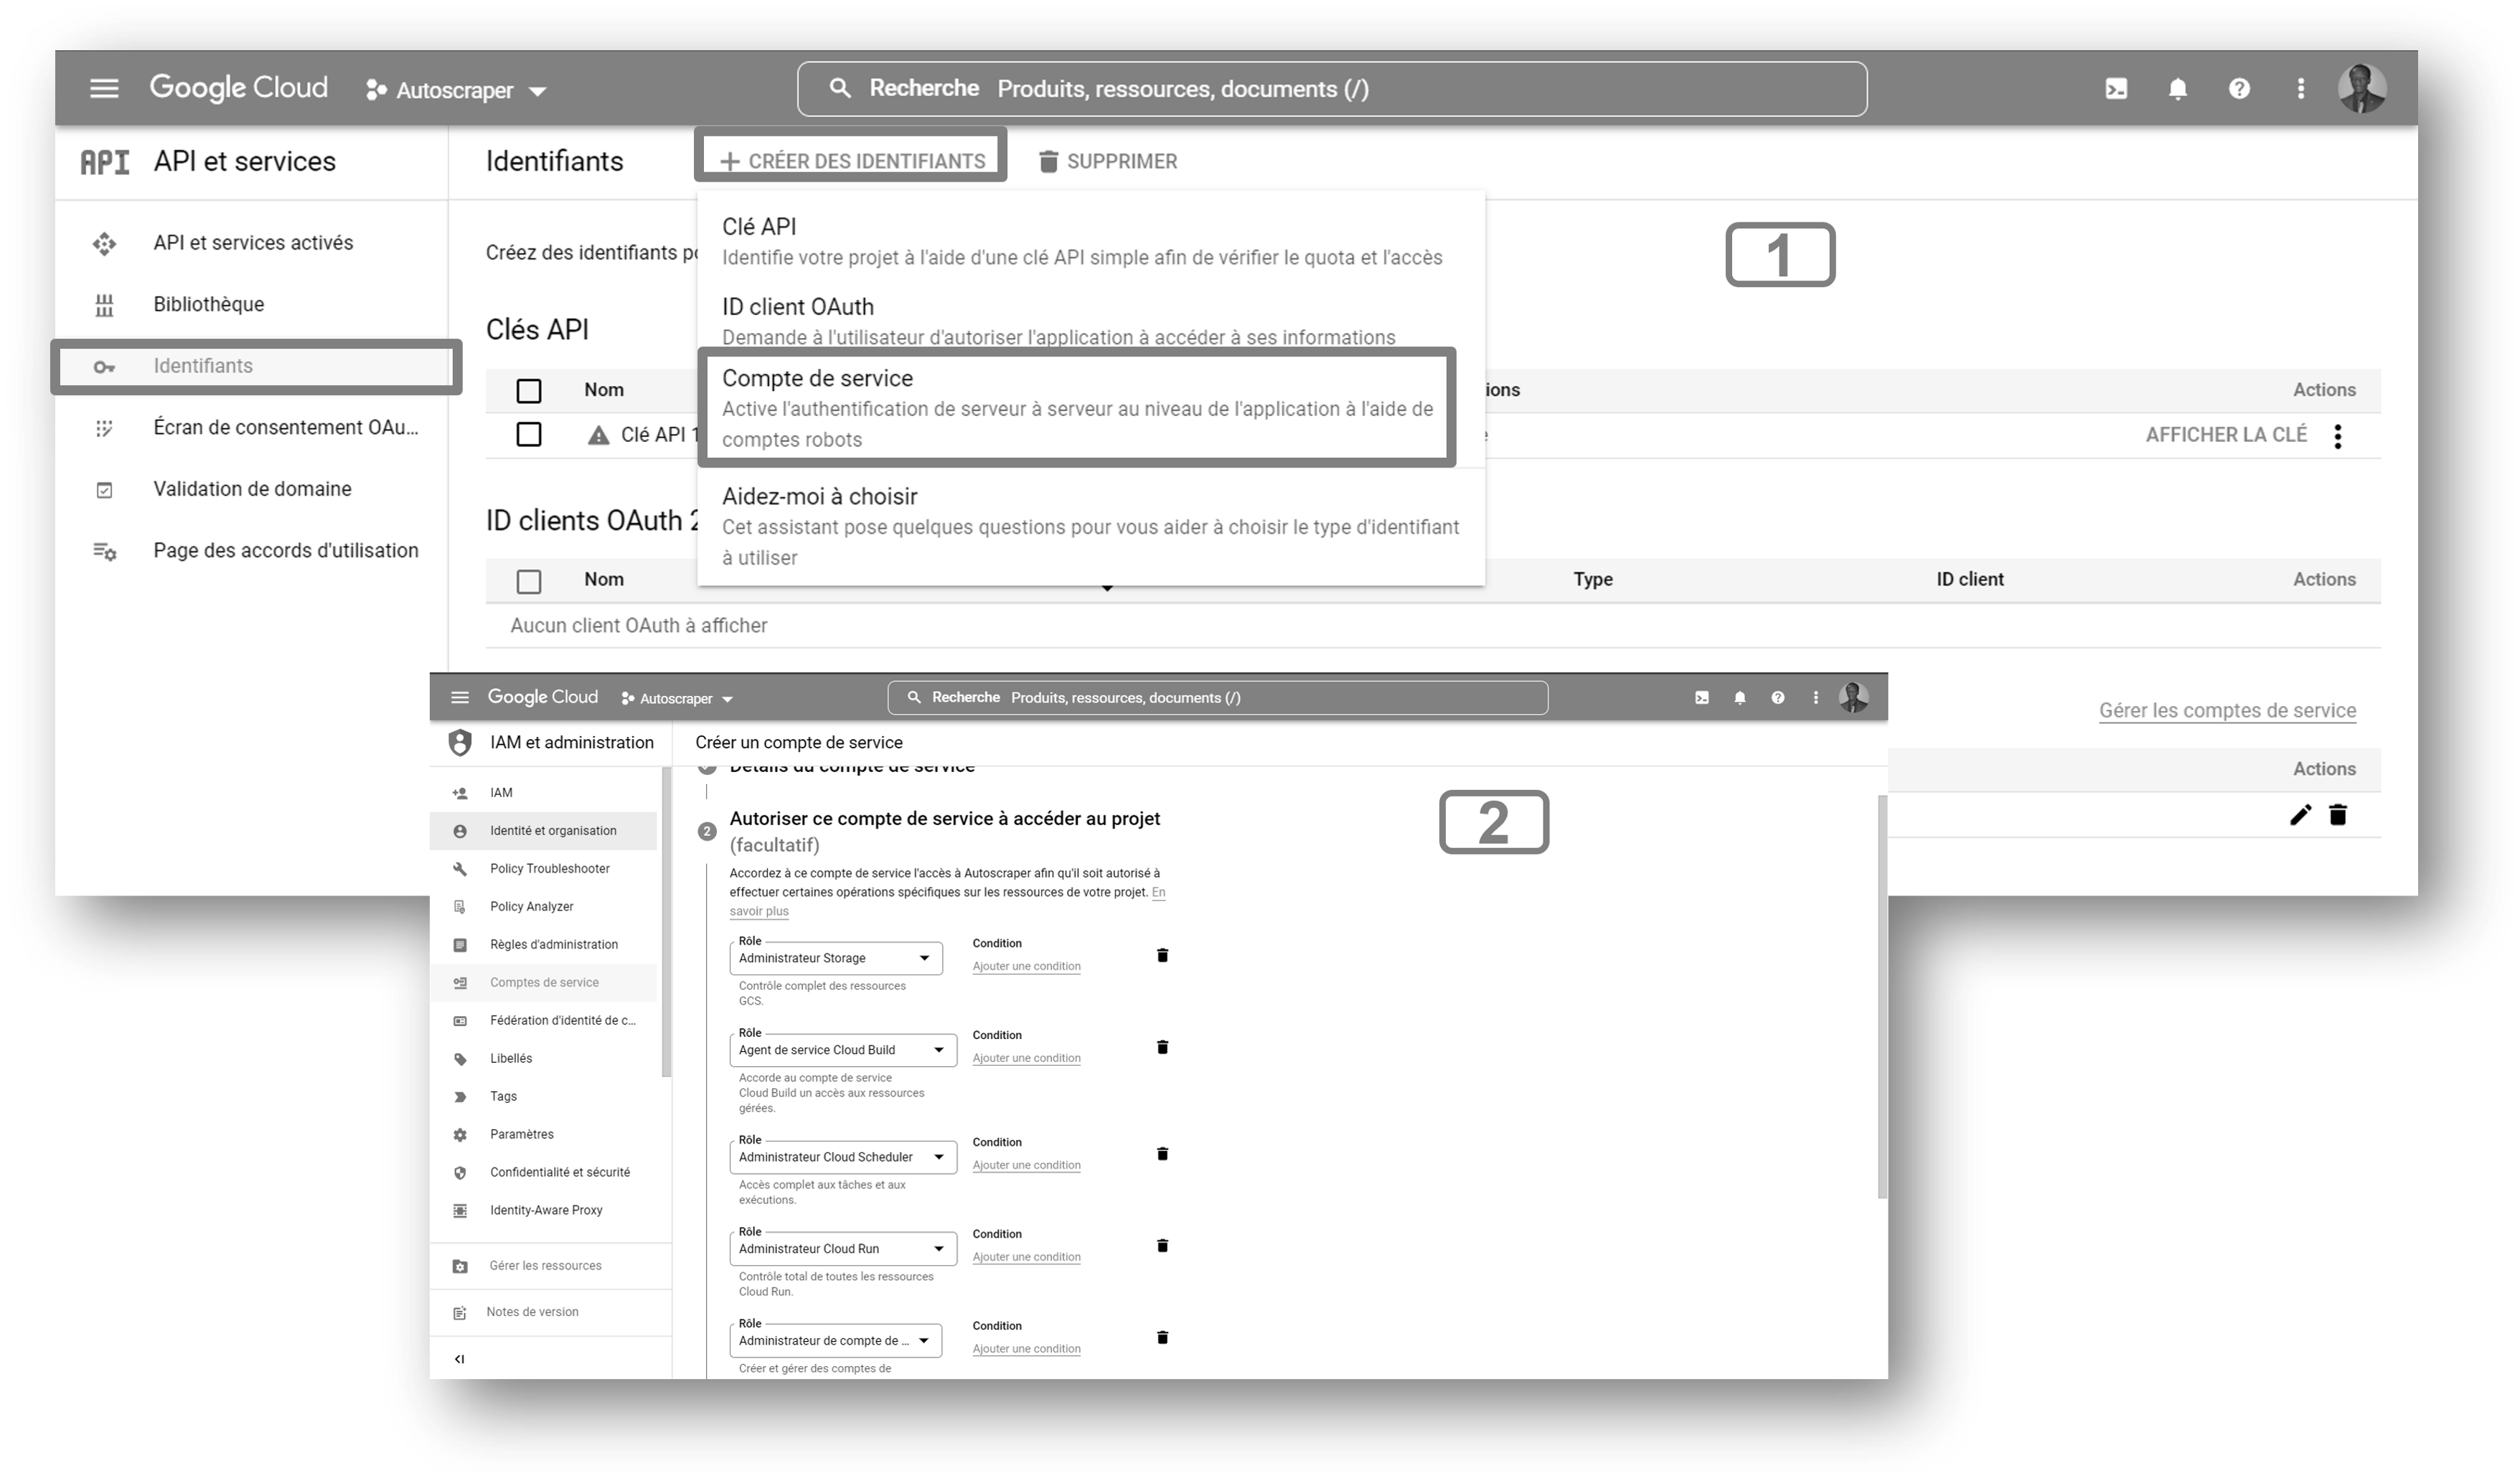 Google Cloud
Autoscraper
Recherche Produits, ressources, documents (/)
API API et services
Identifiants
CRÉER DES IDENTIFIANTS
SUPPRIMER
API et services activés
Bibliothèque
Identifiants
Écran de consentement OAu...
Validation de domaine
Page des accords d'utilisation
Créez des identifiants
Clés API
Nom
Actions
Clé API 1
AFFICHER LA CLÉ
ID clients OAuth
Nom
Type
ID client
Actions
Aucun client OAuth à afficher
Clé API
Identifie votre projet à l'aide d'une clé API simple afin de vérifier le quota et l'accès
ID client OAuth
Demande à l'utilisateur d'autoriser l'application à accéder à ses informations
Compte de service
Active l'authentification de serveur à serveur au niveau de l'application à l'aide de
comptes robots
Aidez-moi à choisir
Cet assistant pose quelques questions pour vous aider à choisir le type d'identifiant
à utiliser
1
Gérer les comptes de service
Actions
Google Cloud
Autoscraper
Recherche Produits, ressources, documents (/)
IAM et administration
Créer un compte de service
IAM
Identité et organisation
Policy Troubleshooter
Policy Analyzer
Règles d'administration
Comptes de service
Fédération d'identité de c...
Libellés
Tags
Paramètres
Confidentialité et sécurité
Identity-Aware Proxy
Gérer les ressources
Notes de version
Détails du compte de service
2
Autoriser ce compte de service à accéder au projet
(facultatif)
Accordez à ce compte de service l'accès à Autoscraper afin qu'il soit autorisé à
effectuer certaines opérations spécifiques sur les ressources de votre projet. En
savoir plus
Rôle
Administrateur Storage
Condition
Ajouter une condition
Contrôle complet des ressources
GCS.
Rôle
Agent de service Cloud Build
Condition
Ajouter une condition
Accorde au compte de service
Cloud Build un accès aux ressources
gérées.
Rôle
Administrateur Cloud Scheduler
Condition
Ajouter une condition
Accès complet aux tâches et aux
exécutions.
Rôle
Administrateur Cloud Run
Condition
Ajouter une condition
Contrôle total de toutes les ressources
Cloud Run.
Rôle
Administrateur de compte de ...
Condition
Ajouter une condition
Créer et gérer des comptes de
2